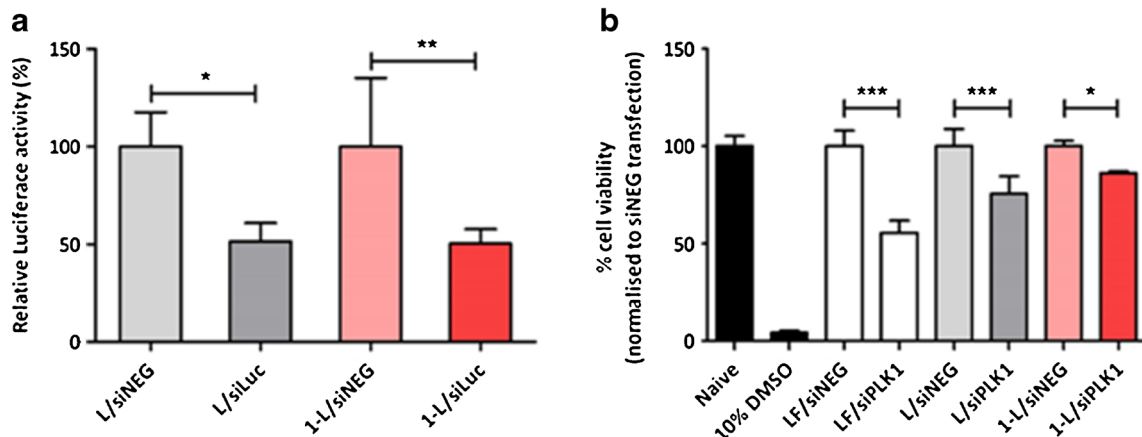 a
Relative Luciferace activity (%)
150
100
50
0
*
**
L/siNEG
L/siLuc
1-L/siNEG
1-L/siLuc
b
% cell viability
(normalised to siNEG transfection)
150
100
50
0
***
***
*
Naive
10% DMSO
LF/siNEG
LF/siPLK1
L/siNEG
L/siPLK1
1-L/siNEG
1-L/siPLK1